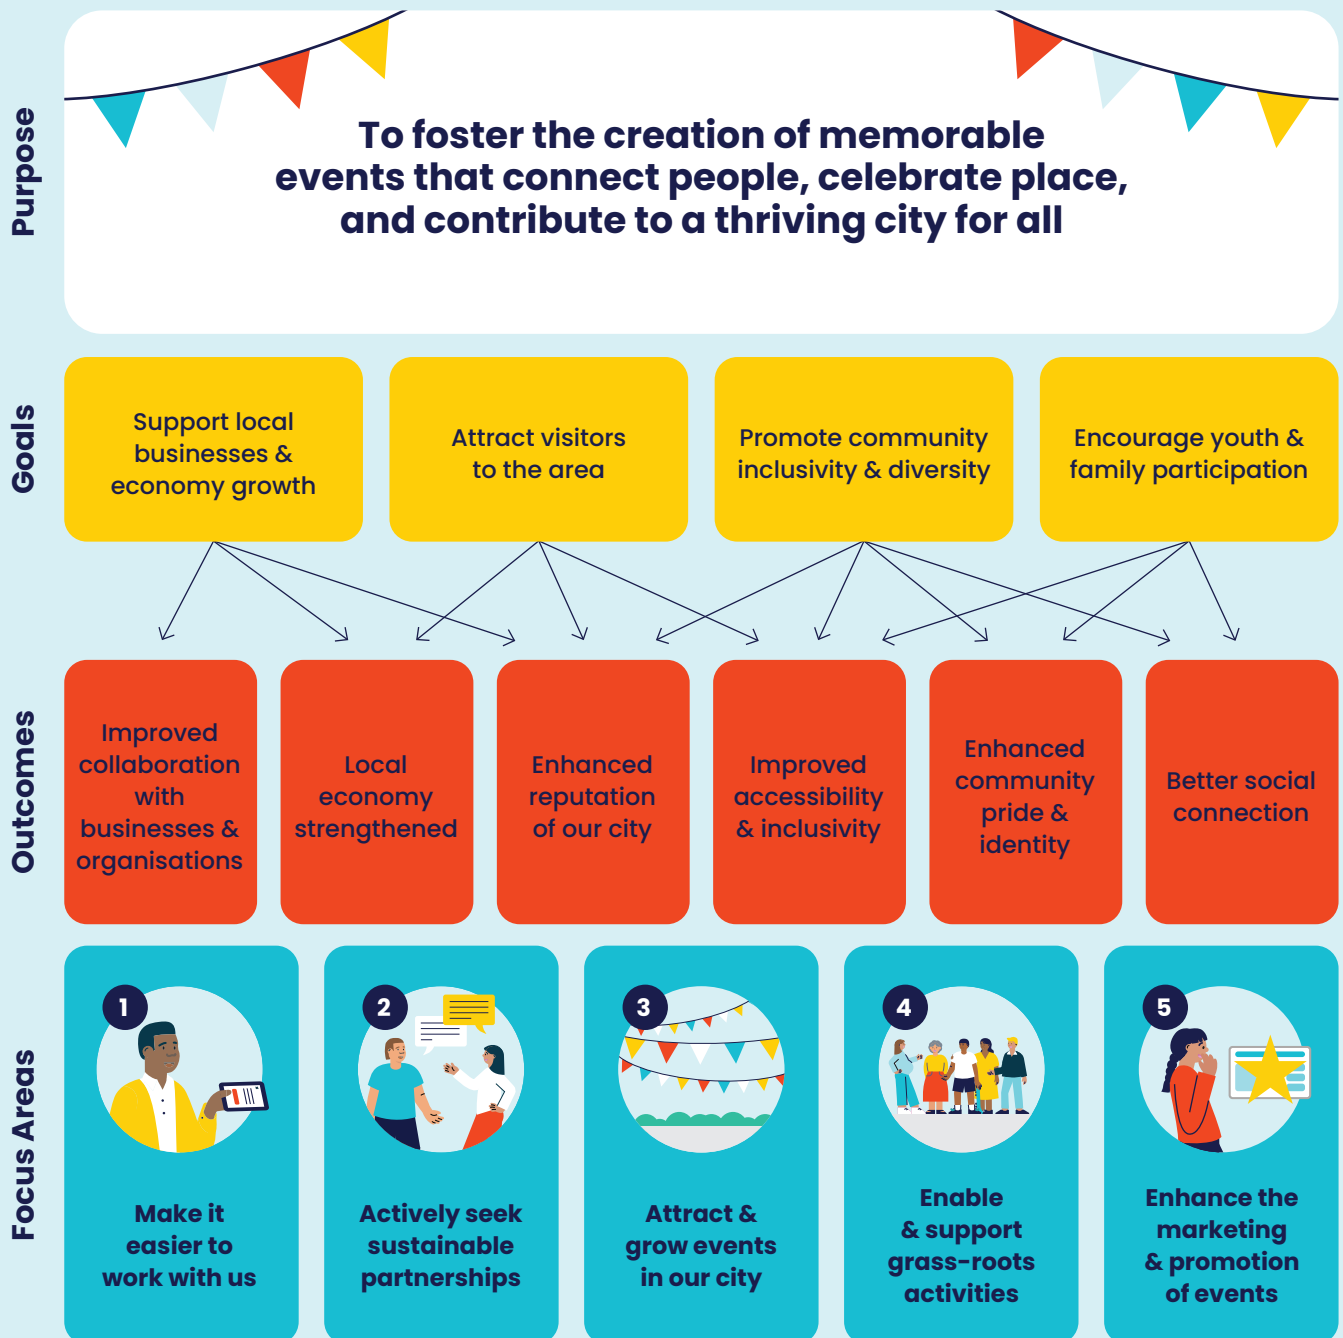 Purpose
To foster the creation of memorable
events that connect people, celebrate place,
and contribute to a thriving city for all
Goals
Support local
businesses &
economy growth
Attract visitors
to the area
Promote community
inclusivity & diversity
Encourage youth &
family participation
Outcomes
Improved
collaboration
with
businesses &
organisations
Local
economy
strengthened
Enhanced
reputation
of our city
Improved
accessibility
& inclusivity
Enhanced
community
pride &
identity
Better social
connection
Focus Areas
1
Make it
easier to
work with us
2
Actively seek
sustainable
partnerships
3
Attract &
grow events
in our city
4
Enable
& support
grass-roots
activities
5
Enhance the
marketing
& promotion
of events